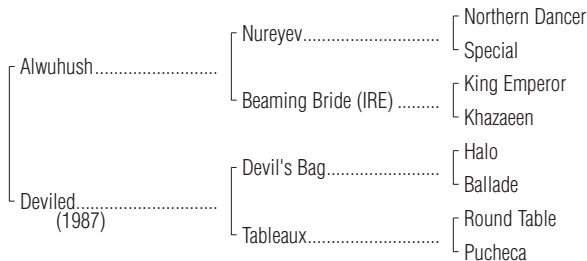 Northern Dancer
Nureyev
Special
Alwuhush
King Emperor
Beaming Bride (IRE)
Khazaeen
Halo
Devil's Bag
Ballade
Deviled
(1987)
Round Table
Tableaux
Pucheca